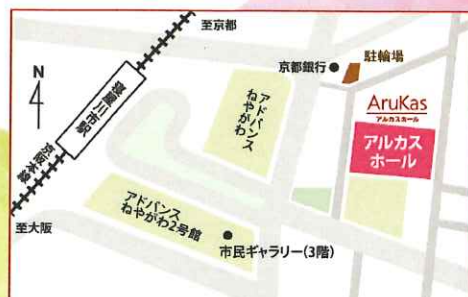 至京都
京都銀行
駐輪場
N
寝屋川市駅
京阪本線
アドバンス
ねやがわ
AruKas
アルカスホール
アルカス
ホール
至大阪
アドバンス
ねやがわ2号館
市民ギャラリー(3階)